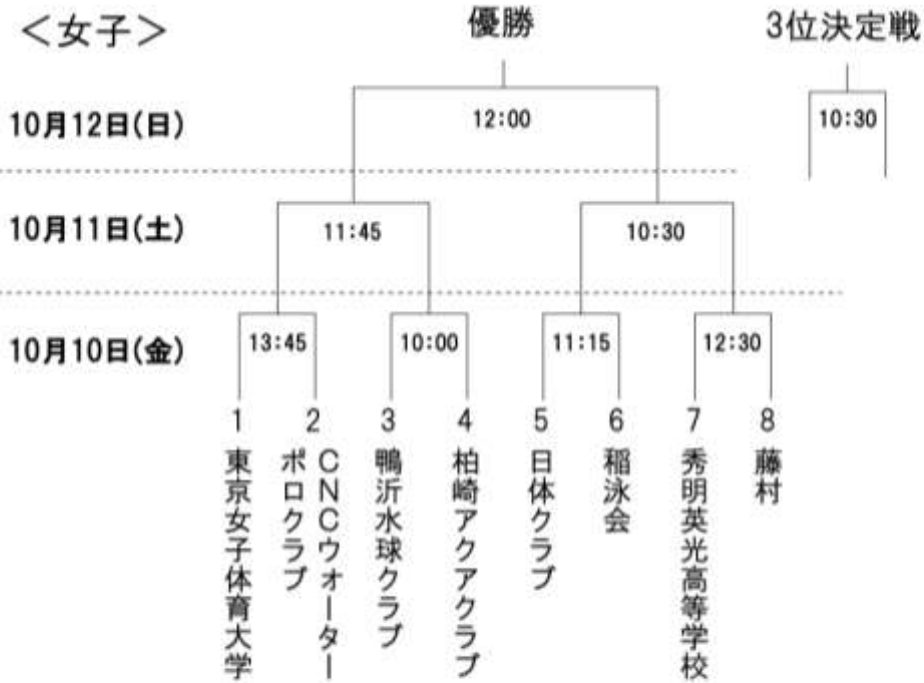 ＜女子＞
優勝
3位決定戦
10月12日(日)
12:00
10:30
10月11日(土)
11:45
10:30
10月10日(金)
13:45
10:00
11:15
12:30
1
2
3
4
5
6
7
8
東京女子体育大学
CNCウォーター
ポロクラブ
鴨沂水球クラブ
柏崎アクアクラブ
日体クラブ
稲泳会
秀明英光高等学校
藤村